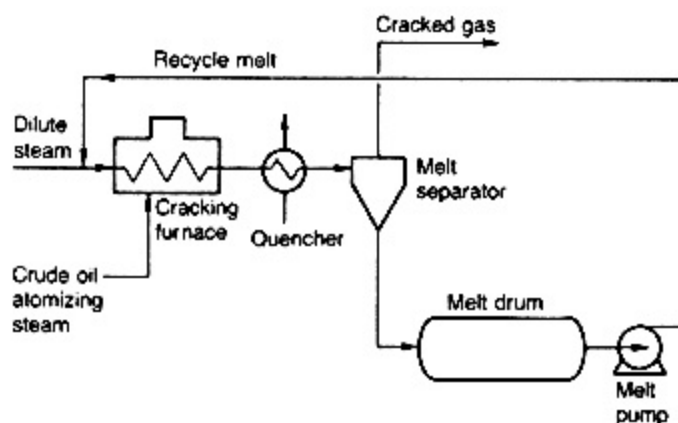 Cracked gas
Recycle melt
Dilute
steam
Melt
separator
Cracking
furnace
Quencher
Crude oil
atomizing
steam
Melt drum
Melt
pump